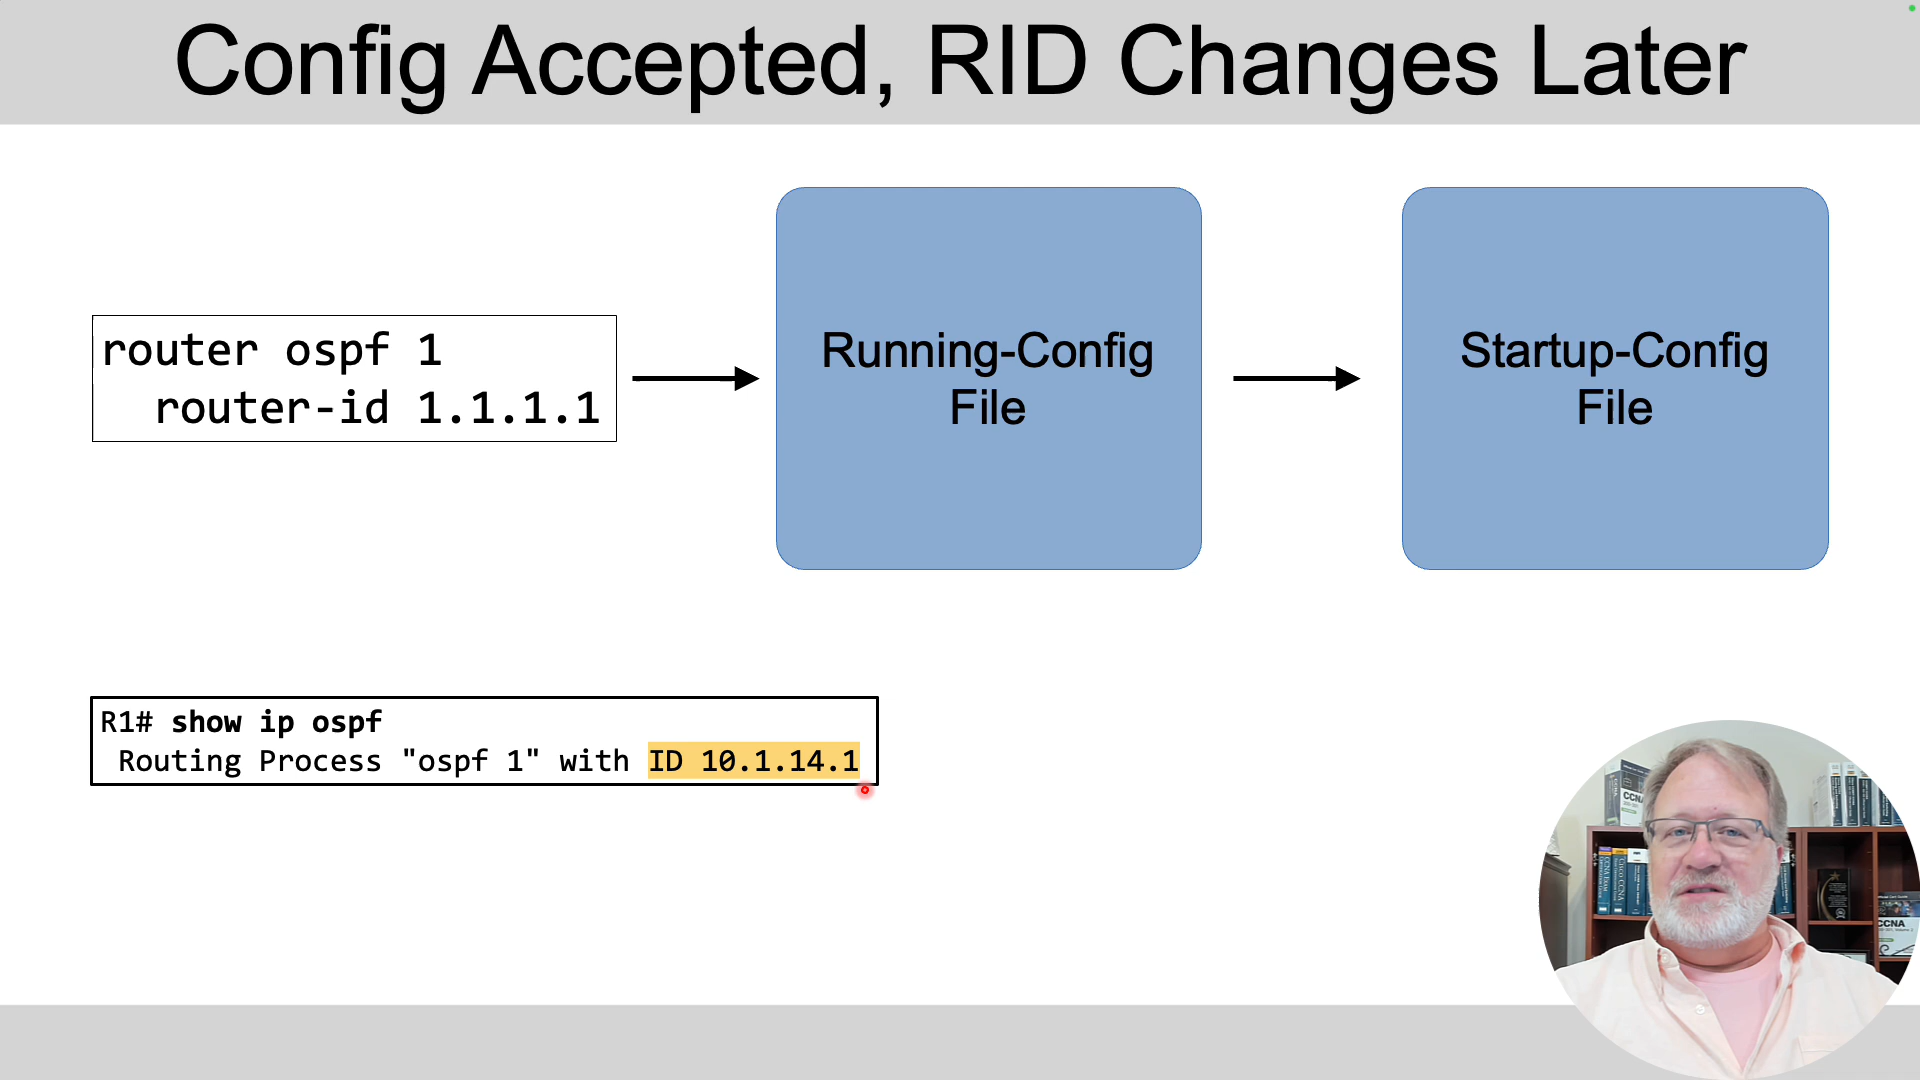 Config Accepted, RID Changes Later
router ospf 1
router-id 1.1.1.1
Running-Config
File
Startup-Config
File
R1# show ip ospf
Routing Process "ospf 1" with ID 10.1.14.1
CCNA